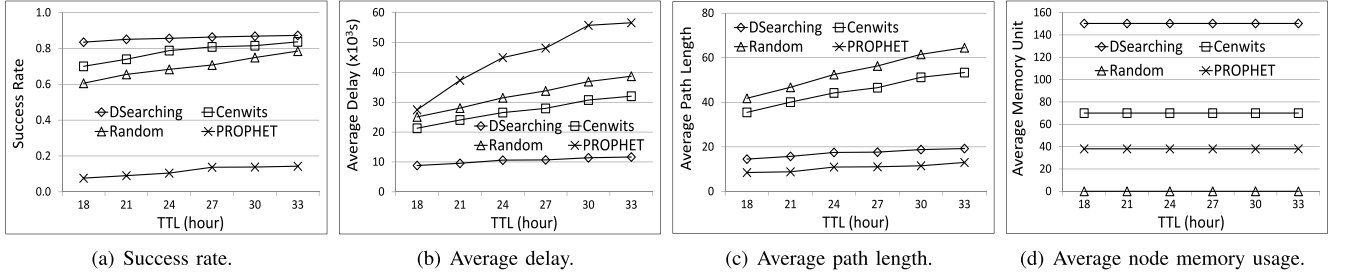 Success Rate
1.0
0.8
0.6
0.4
0.2
0.0
DSearching
Cenwits
Random
PROPHET
18 21 24 27 30 33
TTL (hour)
(a) Success rate.
Average Delay (x10³s)
60
50
40
30
20
10
0
DSearching
Cenwits
Random
PROPHET
18 21 24 27 30 33
TTL (hour)
(b) Average delay.
Average Path Length
80
60
40
20
0
DSearching
Cenwits
Random
PROPHET
18 21 24 27 30 33
TTL (hour)
(c) Average path length.
Average Memory Unit
160
140
120
100
80
60
40
20
0
DSearching
Cenwits
Random
PROPHET
18 21 24 27 30 33
TTL (hour)
(d) Average node memory usage.